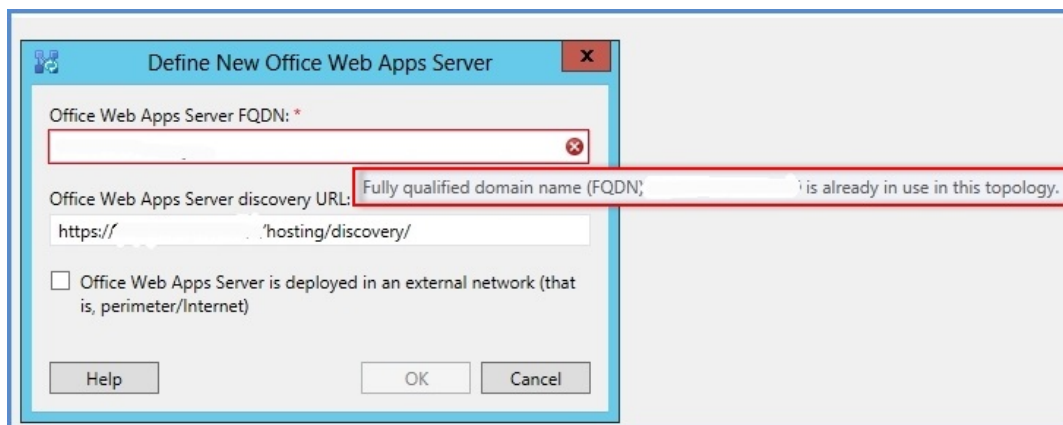 Define New Office Web Apps Server
x
Office Web Apps Server FQDN: *
Fully qualified domain name (FQDN) is already in use in this topology.
Office Web Apps Server discovery URL:
https:// /hosting/discovery/
Office Web Apps Server is deployed in an external network (that
is, perimeter/Internet)
Help
OK
Cancel